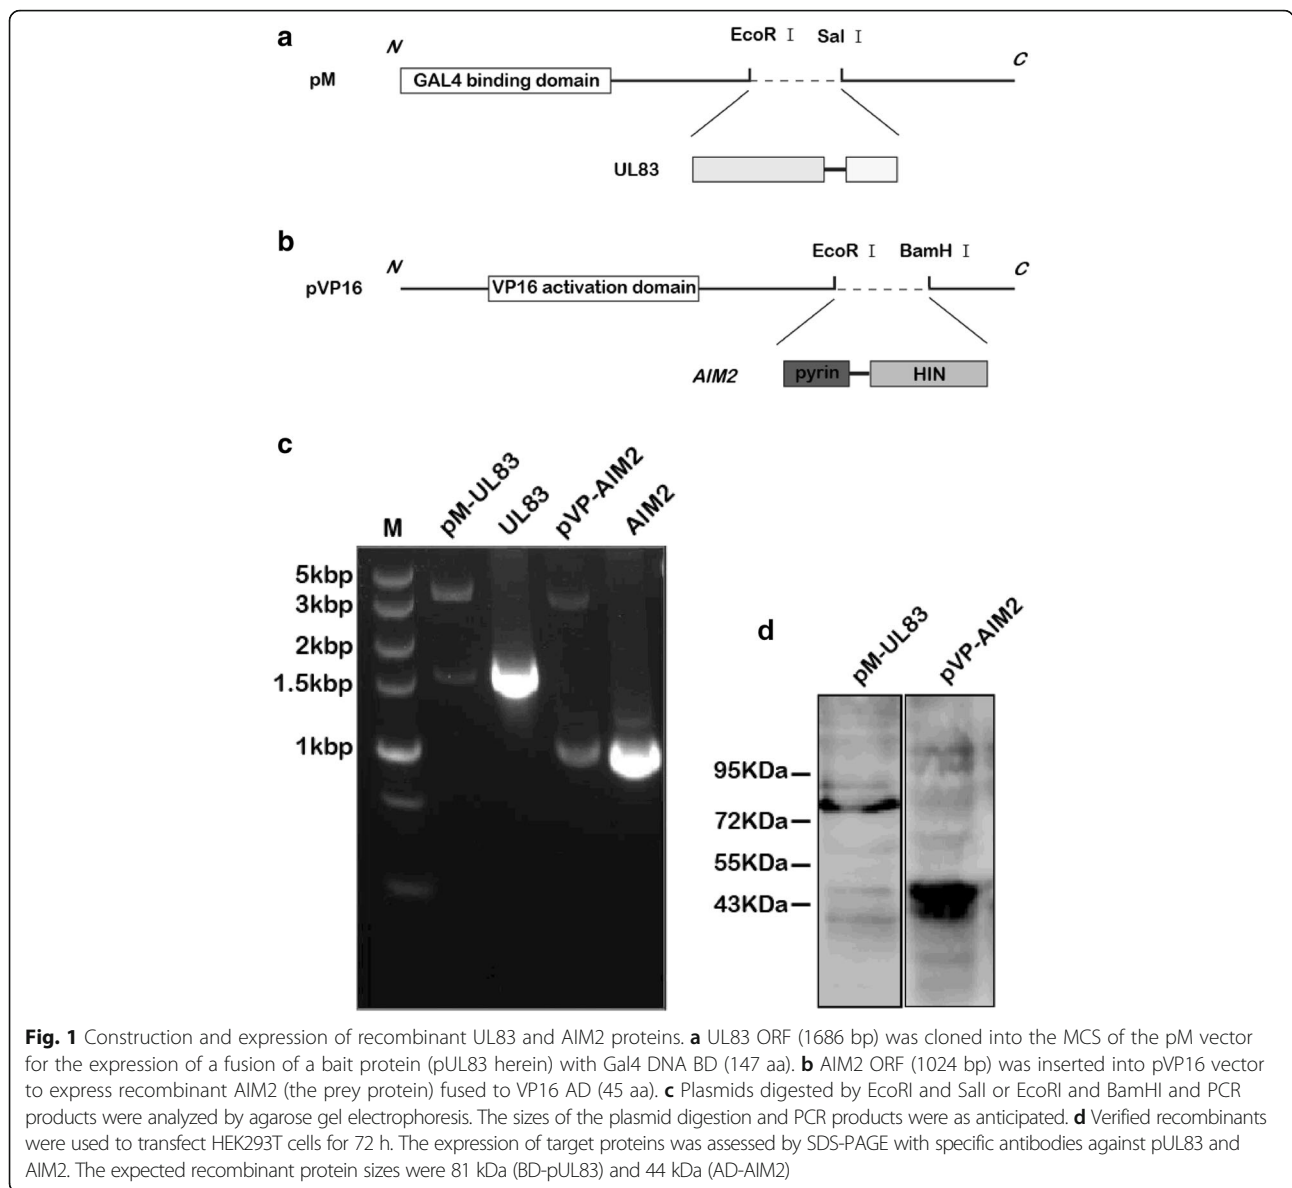 a
EcoR I Sal I
N
C
pM
GAL4 binding domain
UL83
b
EcoR I BamH I
N
C
pVP16
VP16 activation domain
AIM2
pyrin
HIN
c
M
pM-UL83
UL83
pVP-AIM2
AIM2
5kbp
3kbp
2kbp
1.5kbp
1kbp
d
pM-UL83
pVP-AIM2
95KDa
72KDa
55KDa
43KDa
Fig. 1 Construction and expression of recombinant UL83 and AIM2 proteins. a UL83 ORF (1686 bp) was cloned into the MCS of the pM vector
for the expression of a fusion of a bait protein (pUL83 herein) with Gal4 DNA BD (147 aa). b AIM2 ORF (1024 bp) was inserted into pVP16 vector
to express recombinant AIM2 (the prey protein) fused to VP16 AD (45 aa). c Plasmids digested by EcoRI and SalI or EcoRI and BamHI and PCR
products were analyzed by agarose gel electrophoresis. The sizes of the plasmid digestion and PCR products were as anticipated. d Verified recombinants
were used to transfect HEK293T cells for 72 h. The expression of target proteins was assessed by SDS-PAGE with specific antibodies against pUL83 and
AIM2. The expected recombinant protein sizes were 81 kDa (BD-pUL83) and 44 kDa (AD-AIM2)